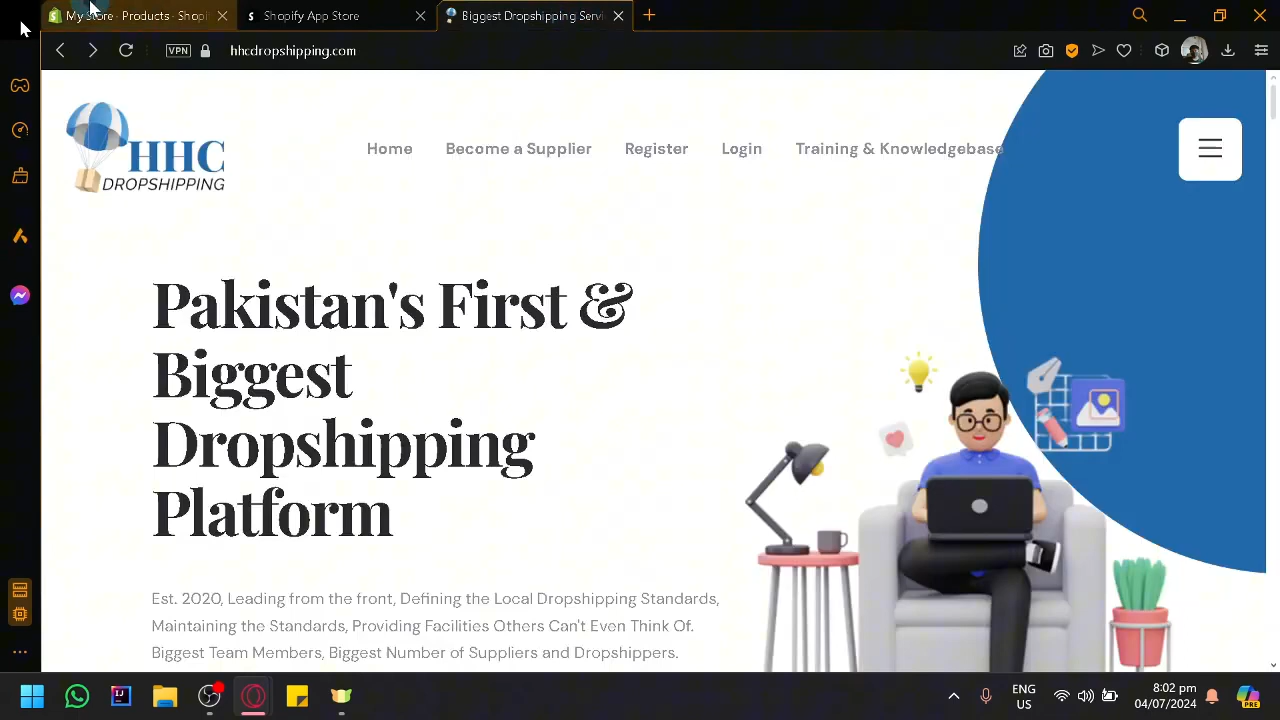 My Store · Products · Shopi
Shopify App Store
Biggest Dropshipping Servi
VPN
hhcdropshipping.com
HHC
DROPSHIPPING
Home
Become a Supplier
Register
Login
Training & Knowledgebase
Pakistan's First &
Biggest
Dropshipping
Platform
Est. 2020, Leading from the front, Defining the Local Dropshipping Standards,
Maintaining the Standards, Providing Facilities Others Can't Even Think Of.
Biggest Team Members, Biggest Number of Suppliers and Dropshippers.
ENG
US
8:02 pm
04/07/2024
PRE